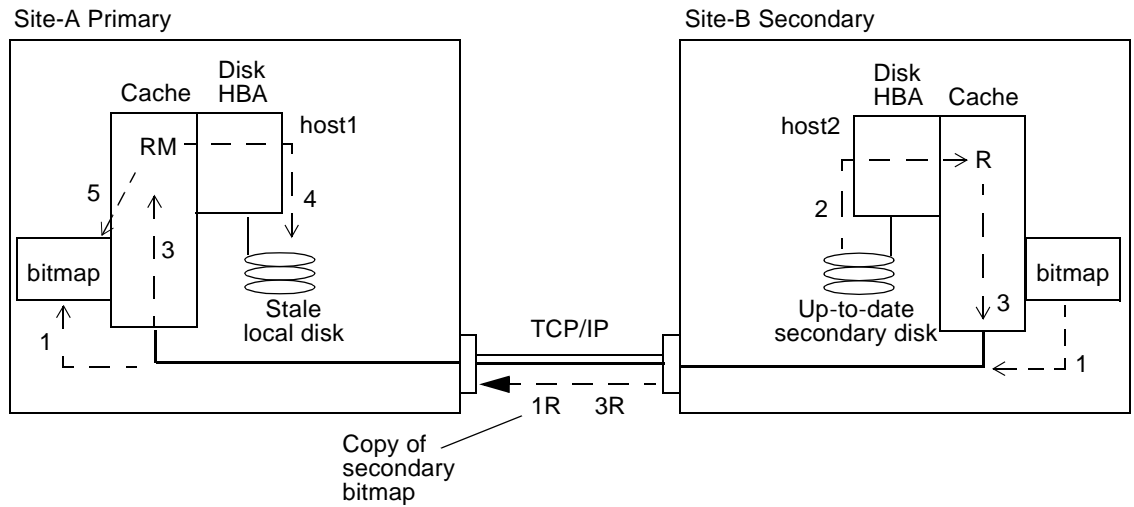 Site-A Primary
Site-B Secondary
Disk
HBA
Cache
host1
RM
5
4
3
bitmap
1
Stale
local disk
Disk
HBA
Cache
host2
R
2
3
bitmap
1
Up-to-date
secondary disk
TCP/IP
1R 3R
Copy of
secondary
bitmap